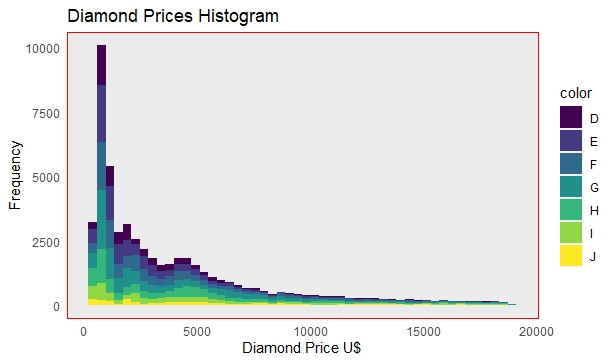 Diamond Prices Histogram
10000
7500
5000
2500
0
Frequency
0 5000 10000 15000 20000
Diamond Price U$
color
D
E
F
G
H
I
J